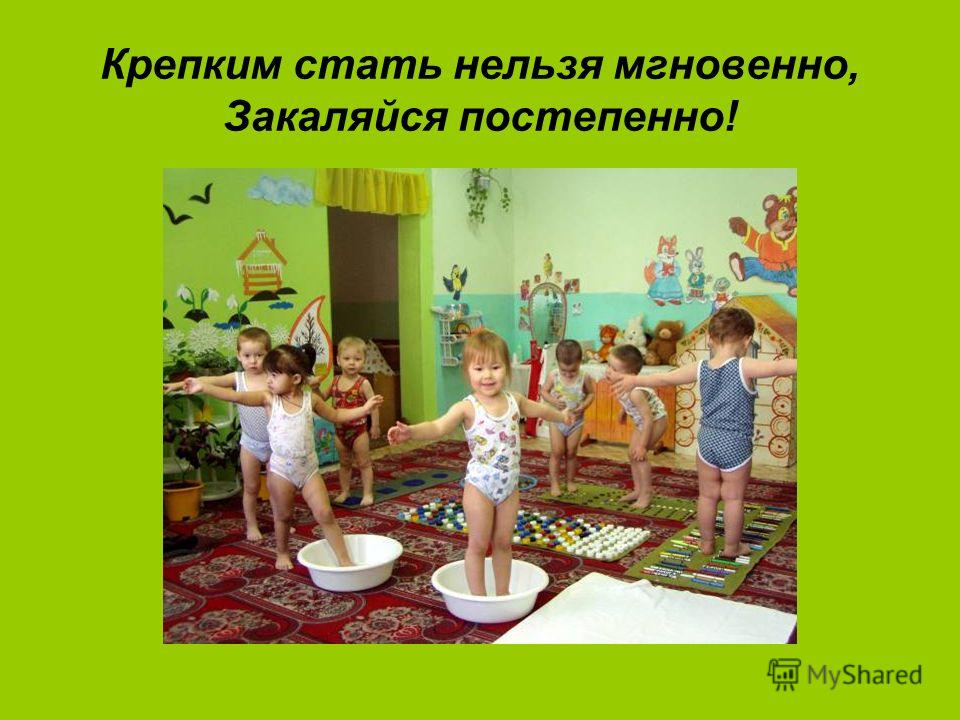 Крепким стать нельзя мгновенно,
Закаляйся постепенно!
MyShared